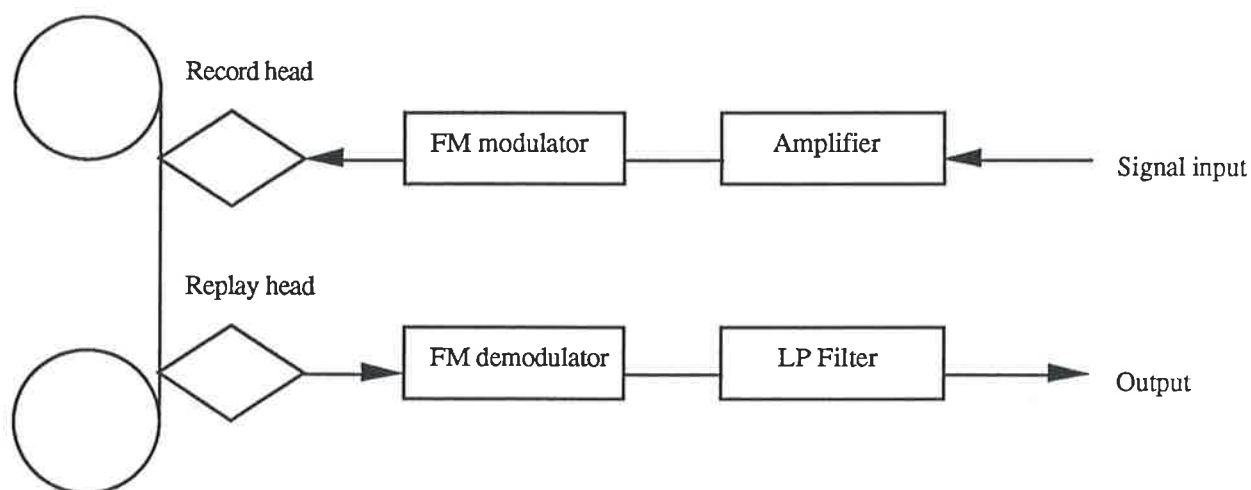 Record head
FM modulator
Amplifier
Signal input
Replay head
FM demodulator
LP Filter
Output